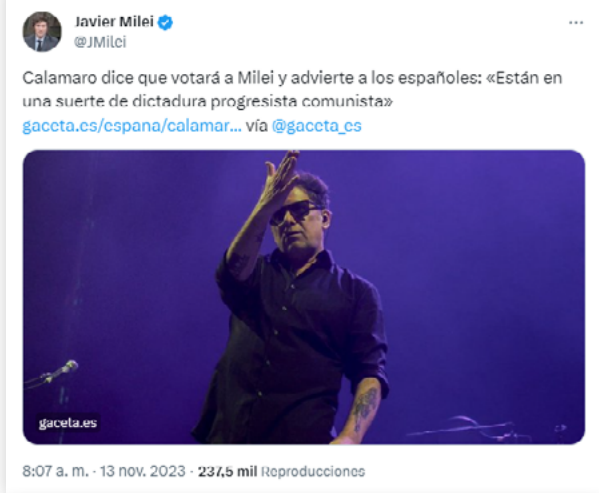 Javier Milei
@JMilei
Calamaro dice que votará a Milei y advierte a los españoles: «Están en
una suerte de dictadura progresista comunista»
gaceta.es/espana/calamar... vía @gaceta_es
gaceta.es
8:07 a. m. · 13 nov. 2023 · 237,5 mil Reproducciones